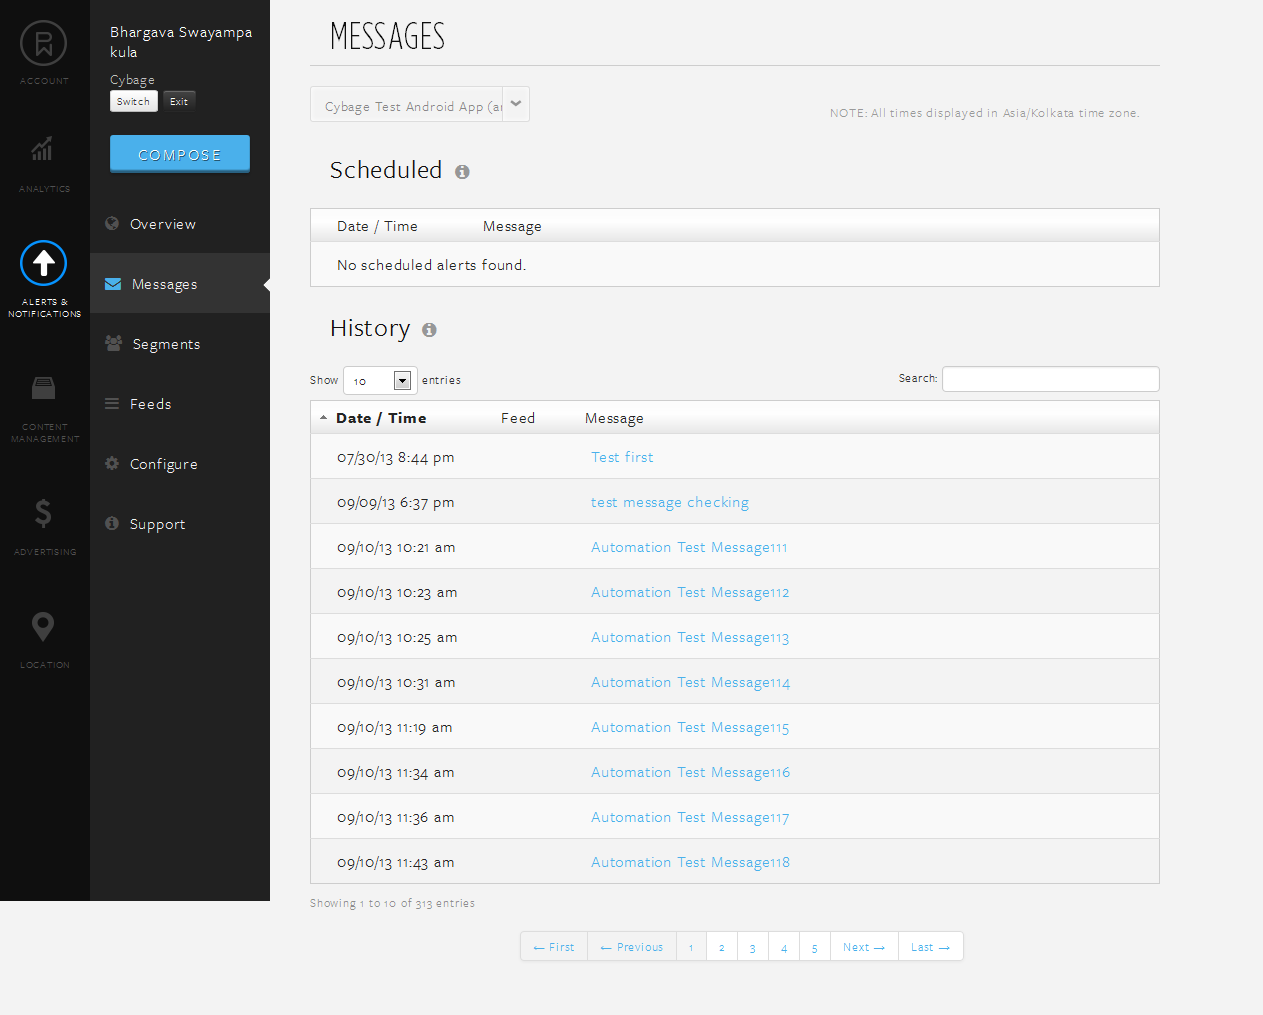 ACCOUNT
ANALYTICS
ALERTS &
NOTIFICATIONS
CONTENT
MANAGEMENT
ADVERTISING
LOCATION
Bhargava Swayampa
kula
Cybage
Switch Exit
COMPOSE
Overview
Messages
Segments
Feeds
Configure
Support
MESSAGES
Cybage Test Android App (a
NOTE: All times displayed in Asia/Kolkata time zone.
Scheduled
Date / Time Message
No scheduled alerts found.
History
Show 10 entries Search:
Date / Time Feed Message
07/30/13 8:44 pm Test first
09/09/13 6:37 pm test message checking
09/10/13 10:21 am Automation Test Message111
09/10/13 10:23 am Automation Test Message112
09/10/13 10:25 am Automation Test Message113
09/10/13 10:31 am Automation Test Message114
09/10/13 11:19 am Automation Test Message115
09/10/13 11:34 am Automation Test Message116
09/10/13 11:36 am Automation Test Message117
09/10/13 11:43 am Automation Test Message118
Showing 1 to 10 of 313 entries
← First ← Previous 1 2 3 4 5 Next → Last →